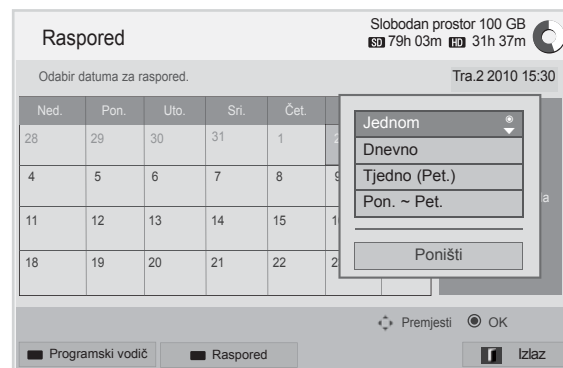 Raspored
Slobodan prostor 100 GB
SD 79h 03m HD 31h 37m
Odabir datuma za raspored.
Tra.2 2010 15:30
Ned. Pon. Uto. Sri. Čet.
28 29 30 31 1 2
4 5 6 7 8 9
11 12 13 14 15
18 19 20 21 22
Jednom
Dnevno
Tjedno (Pet.)
Pon. ~ Pet.
Poništi
Premjesti OK
Programski vodič Raspored Izlaz